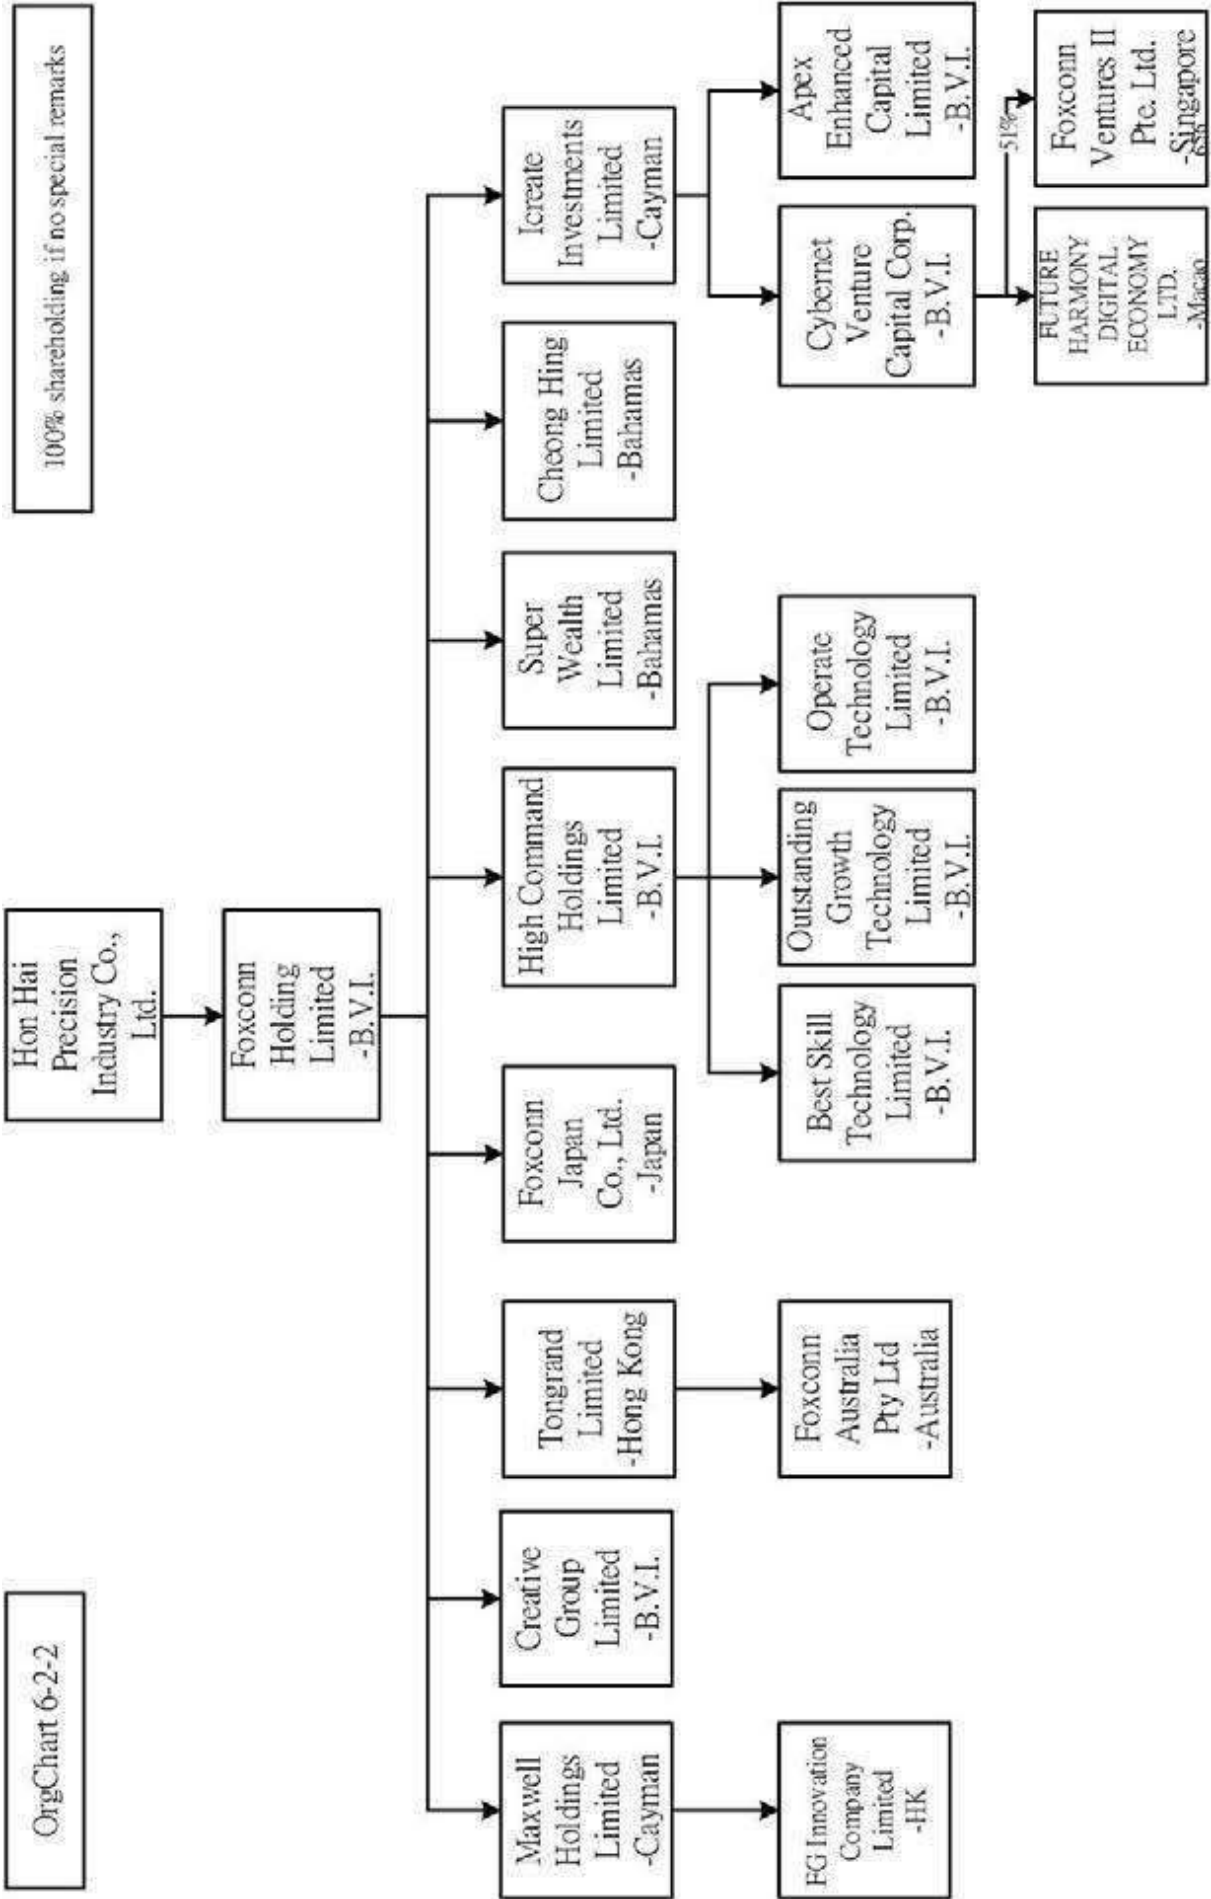 OrgChart 6-2-2
100% shareholding if no special remarks
Hon Hai
Precision
Industry Co.,
Ltd.
Foxconn
Holding
Limited
-B.V.I.
Maxwell
Holdings
Limited
-Cayman
Creative
Group
Limited
-B.V.I.
Tongrand
Limited
-Hong Kong
Foxconn
Japan
Co., Ltd.
-Japan
High Command
Holdings
Limited
-B.V.I.
Super
Wealth
Limited
-Bahamas
Cheong Hing
Limited
-Bahamas
Icreate
Investments
Limited
-Cayman
FG Innovation
Company
Limited
-HK
Foxconn
Australia
Pty Ltd
-Australia
Best Skill
Technology
Limited
-B.V.I.
Outstanding
Growth
Technology
Limited
-B.V.I.
Operate
Technology
Limited
-B.V.I.
Cybernet
Venture
Capital Corp.
-B.V.I.
Apex
Enhanced
Capital
Limited
-B.V.I.
51%
FUTURE
HARMONY
DIGITAL
ECONOMY
LTD.
-Macao
Foxconn
Ventures II
Pte. Ltd.
-Singapore